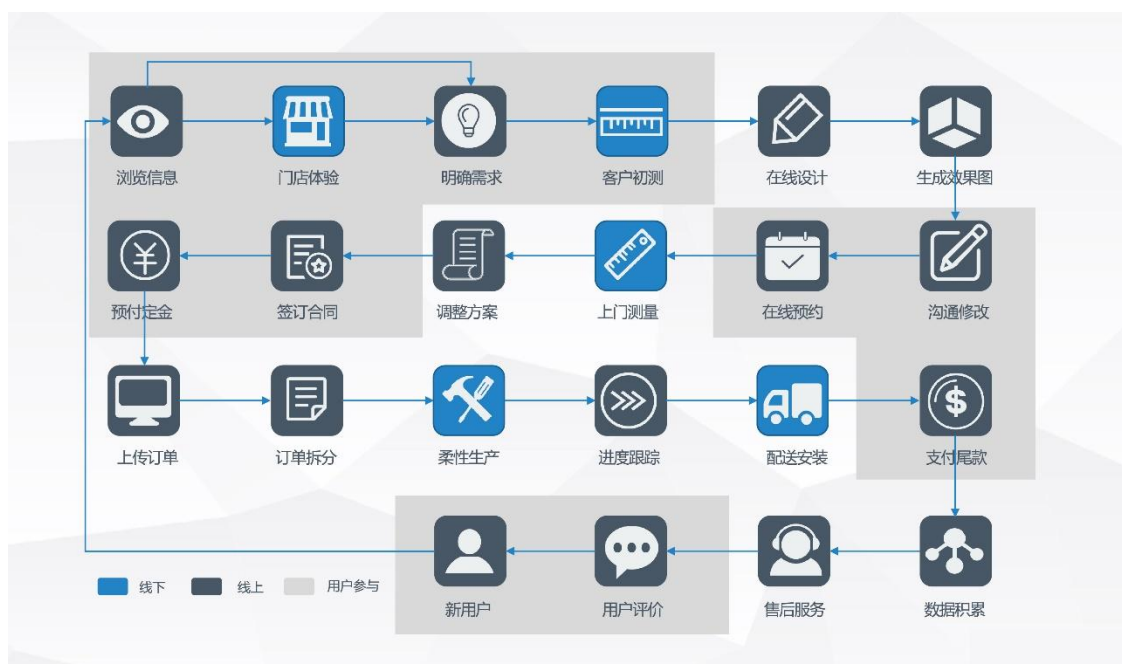 浏览信息
门店体验
明确需求
客户初测
在线设计
生成效果图
预付定金
签订合同
调整方案
上门测量
在线预约
沟通修改
上传订单
订单拆分
柔性生产
进度跟踪
配送安装
支付尾款
新用户
用户评价
售后服务
数据积累
线下
线上
用户参与